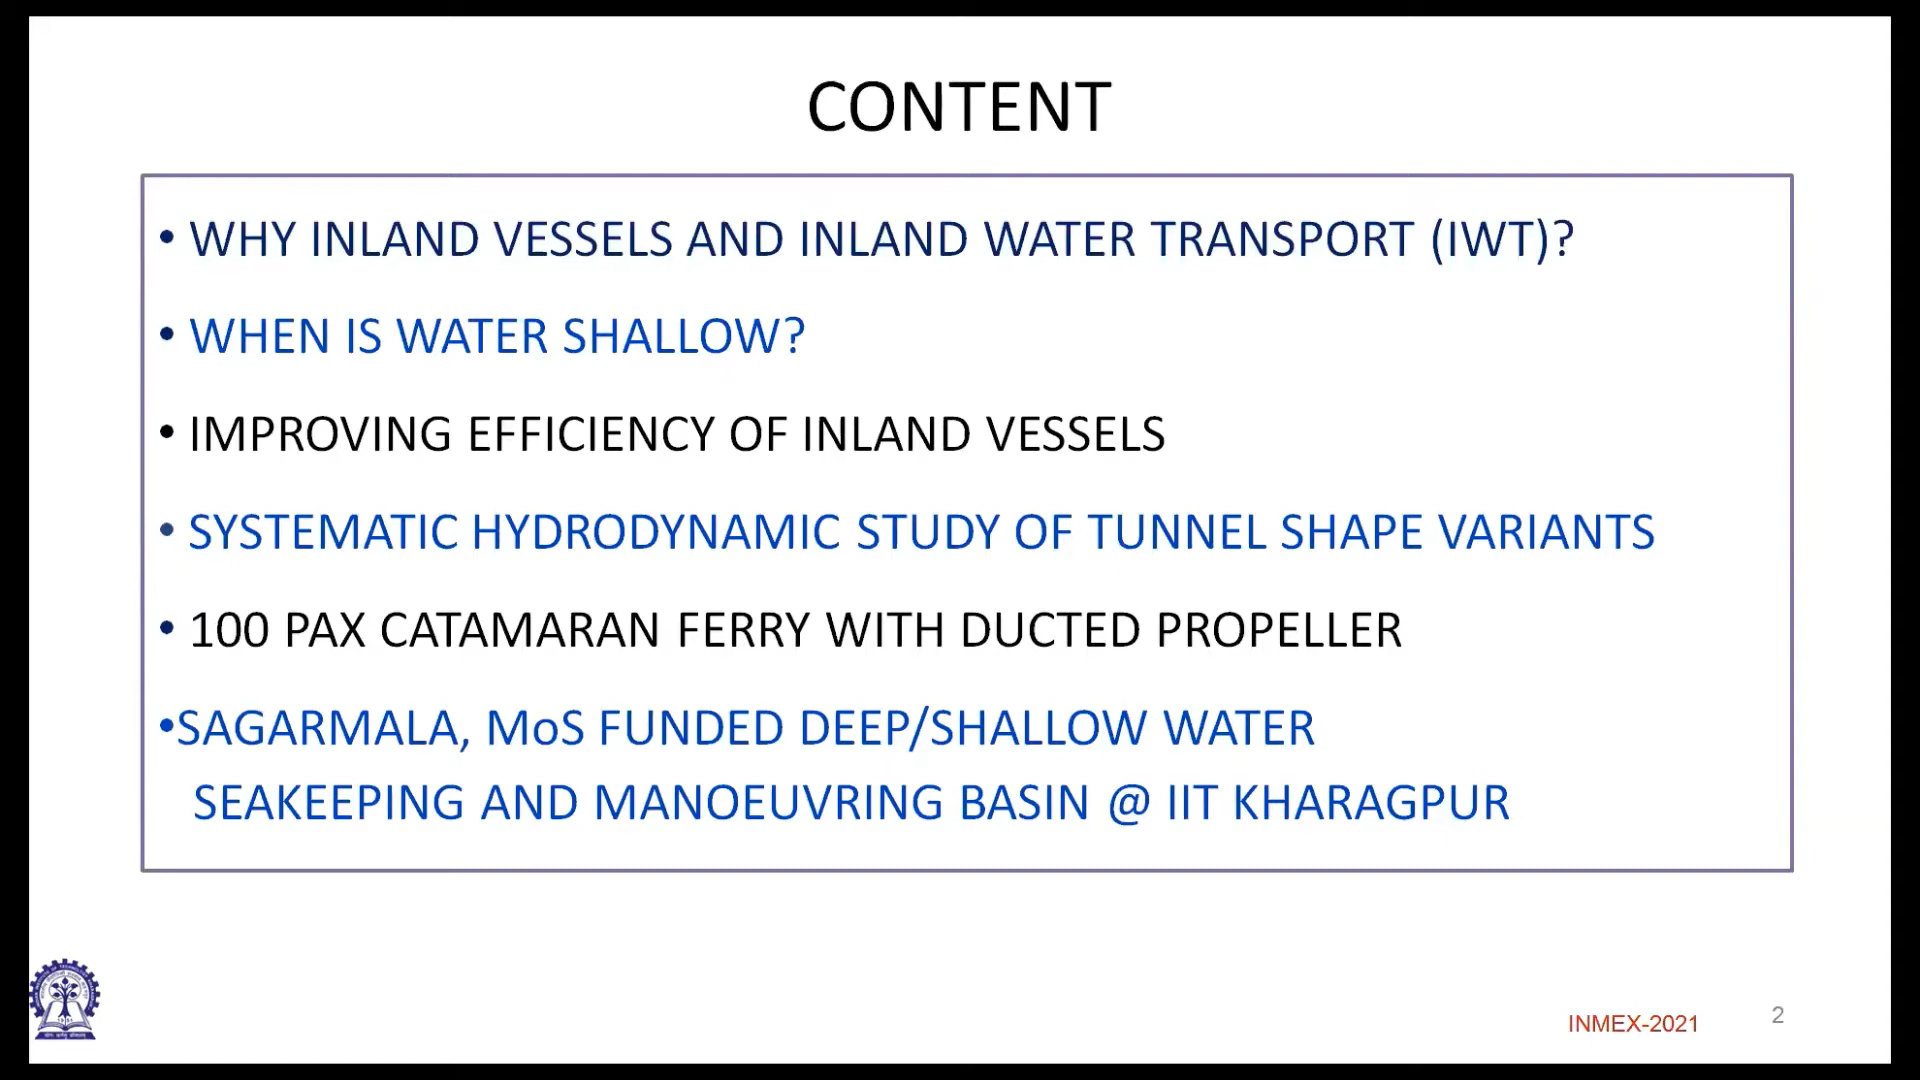 CONTENT
• WHY INLAND VESSELS AND INLAND WATER TRANSPORT (IWT)?
• WHEN IS WATER SHALLOW?
• IMPROVING EFFICIENCY OF INLAND VESSELS
• SYSTEMATIC HYDRODYNAMIC STUDY OF TUNNEL SHAPE VARIANTS
• 100 PAX CATAMARAN FERRY WITH DUCTED PROPELLER
•SAGARMALA, MoS FUNDED DEEP/SHALLOW WATER
SEAKEEPING AND MANOEUVRING BASIN @ IIT KHARAGPUR
INMEX-2021
2